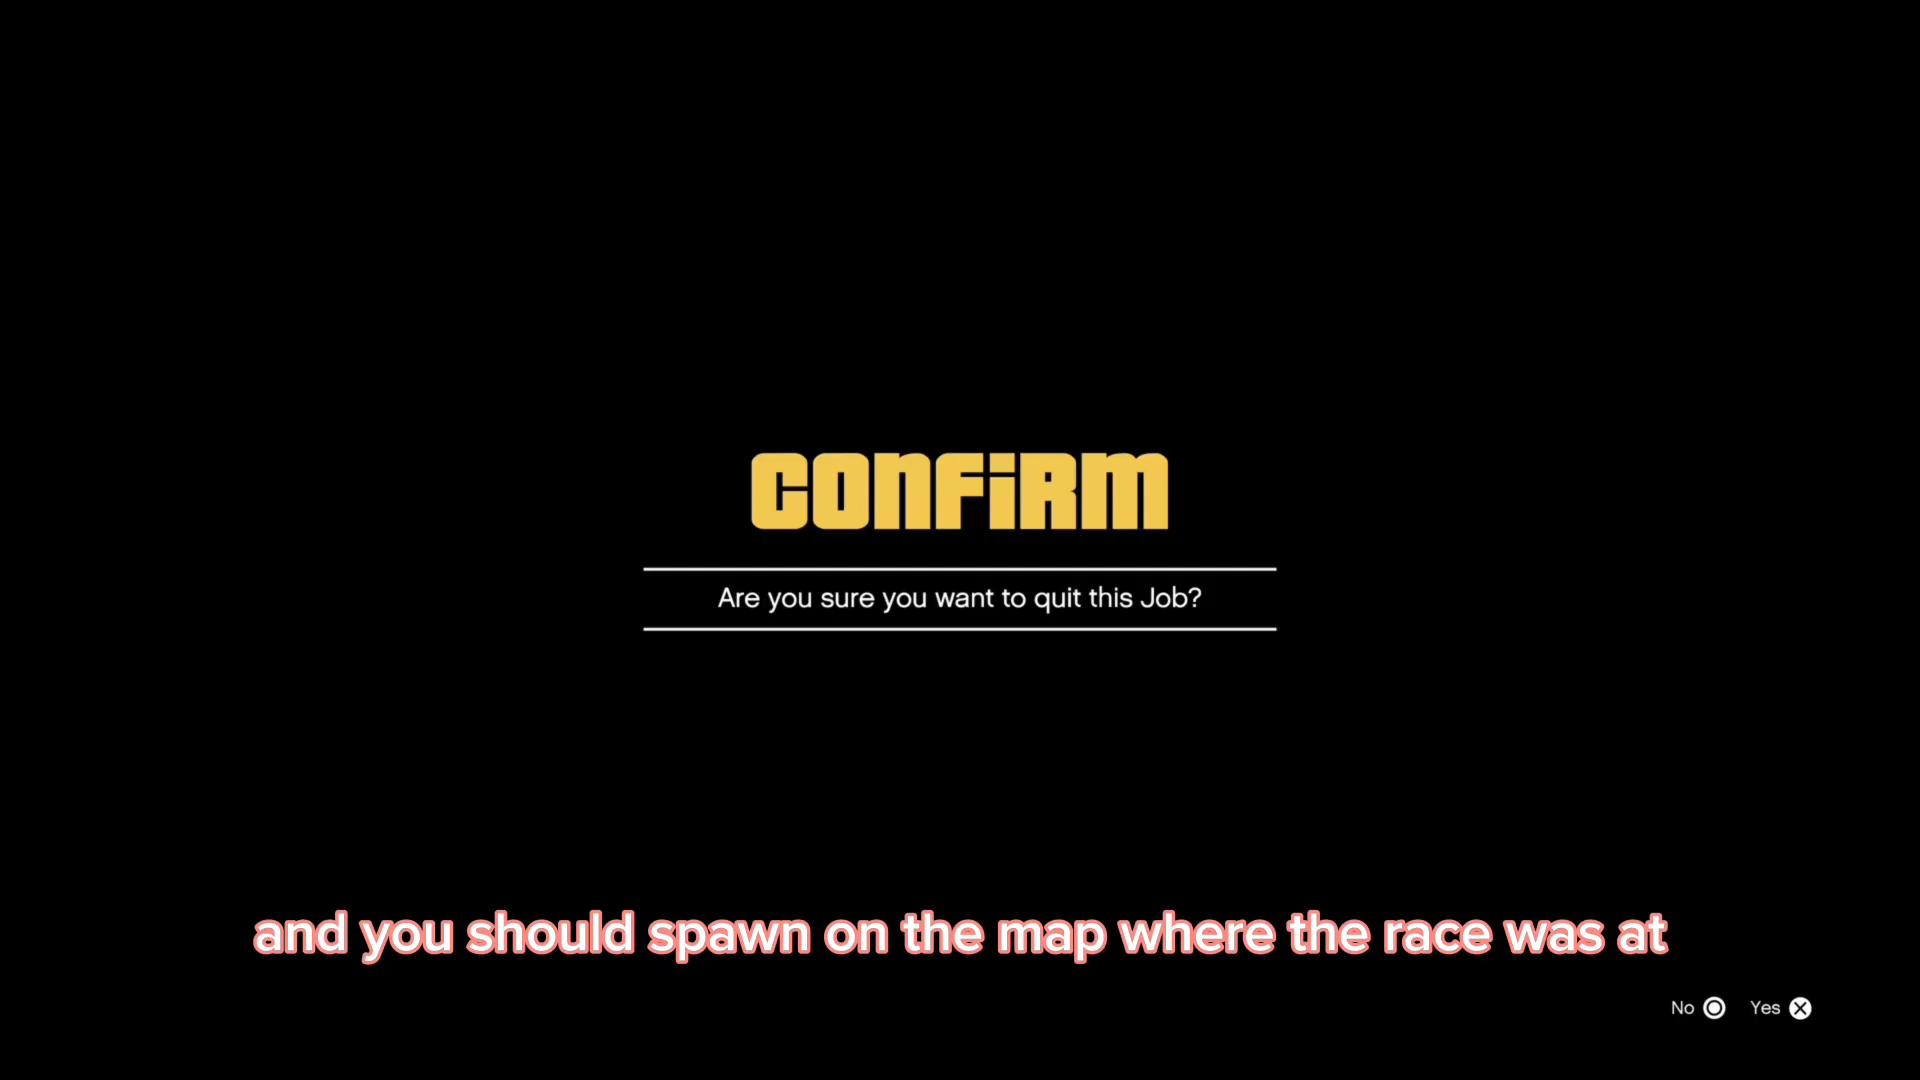 CONFIRM
Are you sure you want to quit this Job?
and you should spawn on the map where the race was at
No Yes